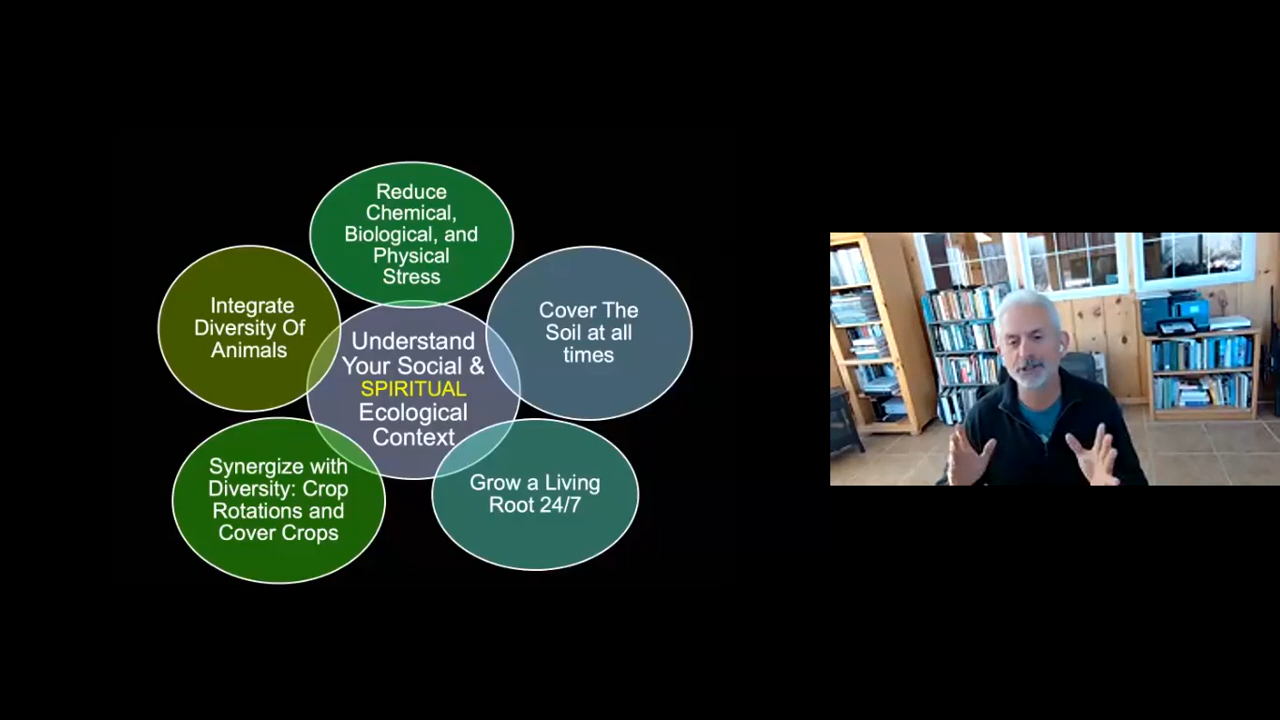 Reduce
Chemical,
Biological, and
Physical
Stress
Integrate
Diversity Of
Animals
Cover The
Soil at all
times
Understand
Your Social &
SPIRITUAL
Ecological
Context
Synergize with
Diversity: Crop
Rotations and
Cover Crops
Grow a Living
Root 24/7